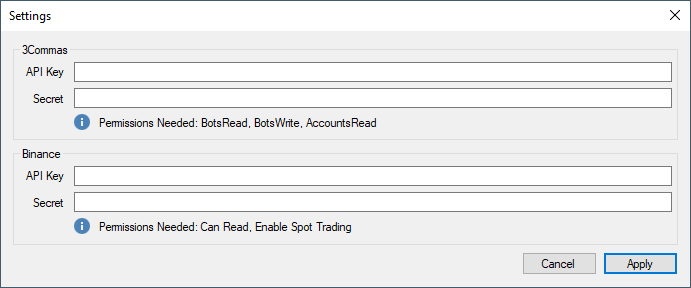 Settings
3Commas
API Key
Secret
Permissions Needed: BotsRead, BotsWrite, AccountsRead
Binance
API Key
Secret
Permissions Needed: Can Read, Enable Spot Trading
Cancel Apply